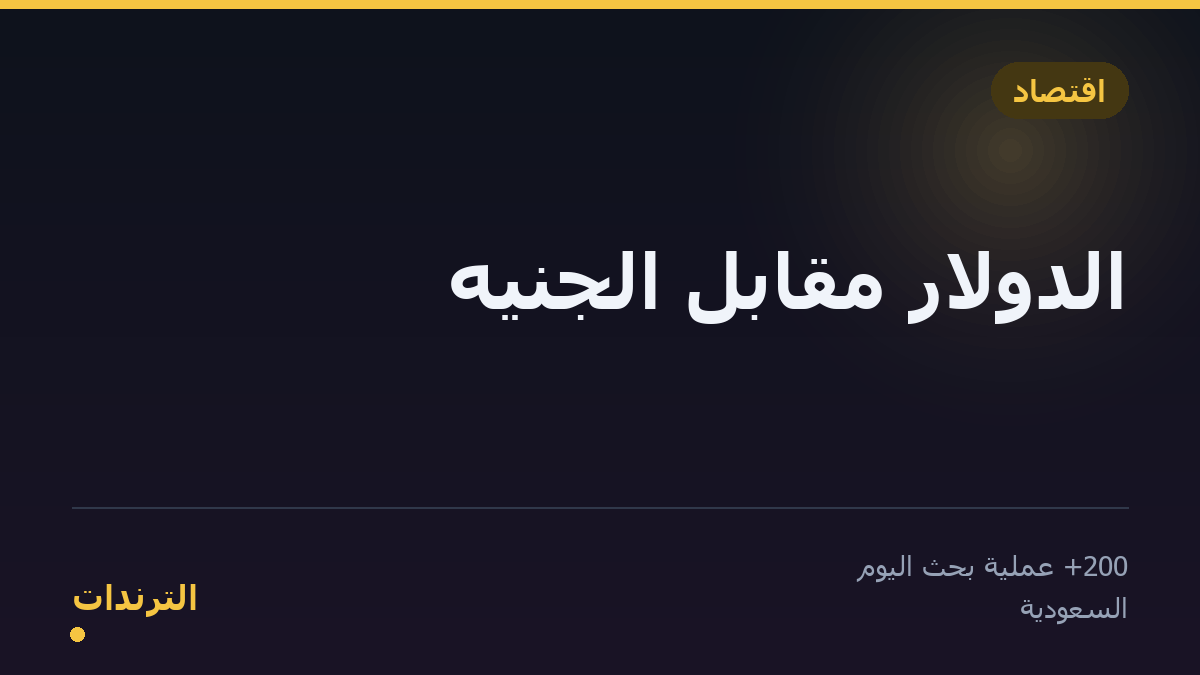 اقتصاد
الدولار مقابل الجنيه
200+ عملية بحث اليوم
السعودية
الترندات